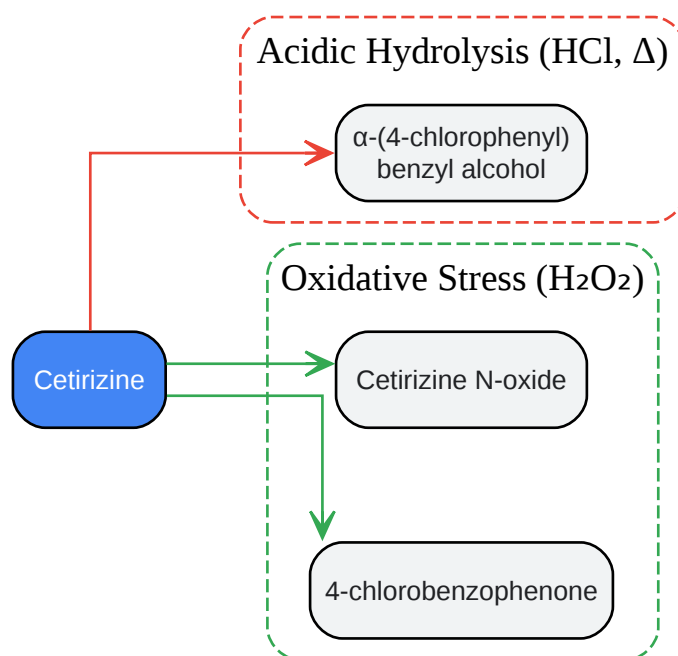 Acidic Hydrolysis (HCl, Δ)
α-(4-chlorophenyl)
benzyl alcohol
Oxidative Stress (H₂O₂)
Cetirizine
Cetirizine N-oxide
4-chlorobenzophenone